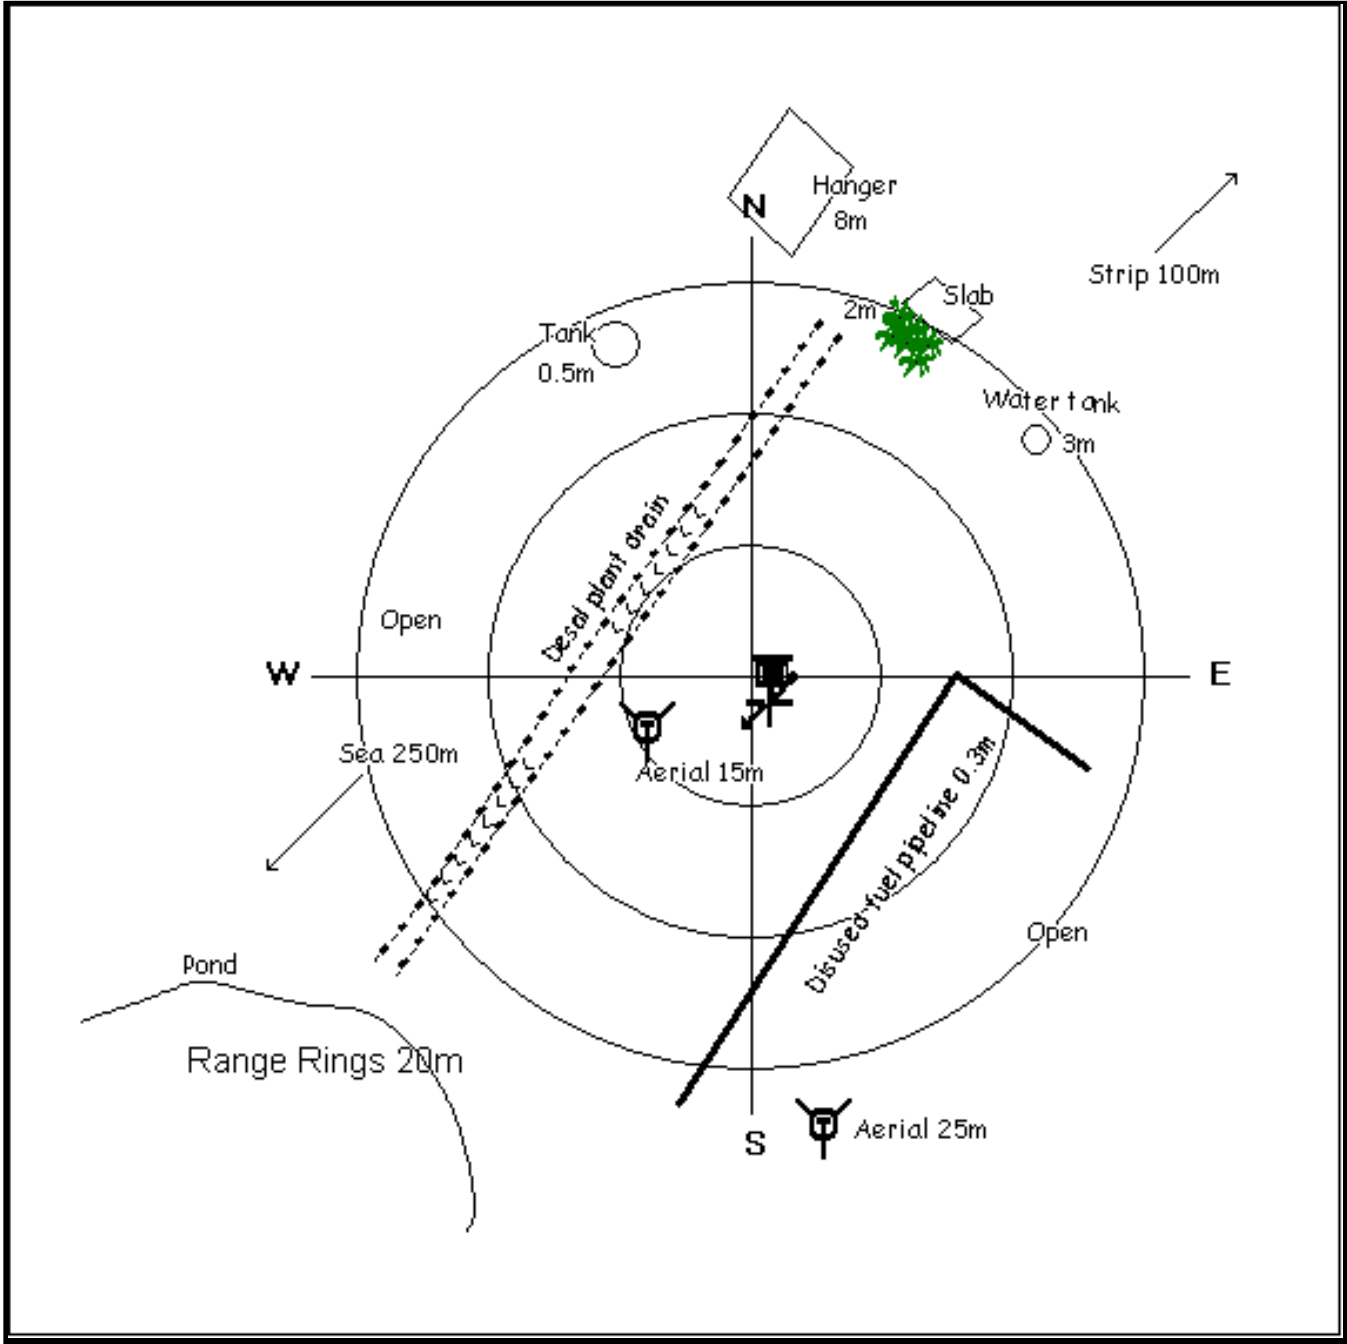 Hanger
N
8m
Strip 100m
Slab
2m
Tank
0.5m
Water tank
3m
Desal plant drain
Open
W
E
Sea 250m
Aerial 15m
Disused fuel pipeline 0.3m
Open
Pond
Range Rings 20m
S
Aerial 25m